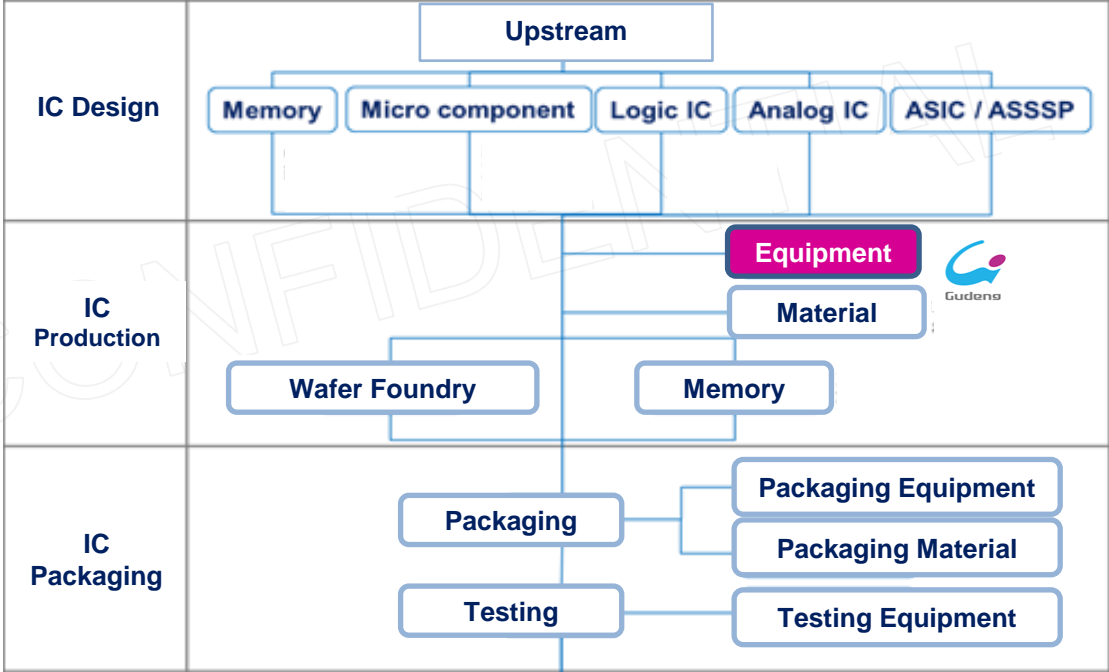 Upstream
IC Design
Memory
Micro component
Logic IC
Analog IC
ASIC / ASSSP
CONFIDENTIAL
Equipment
Gudeng
IC
Production
Material
Wafer Foundry
Memory
IC
Packaging
Packaging
Packaging Equipment
Packaging Material
Testing
Testing Equipment